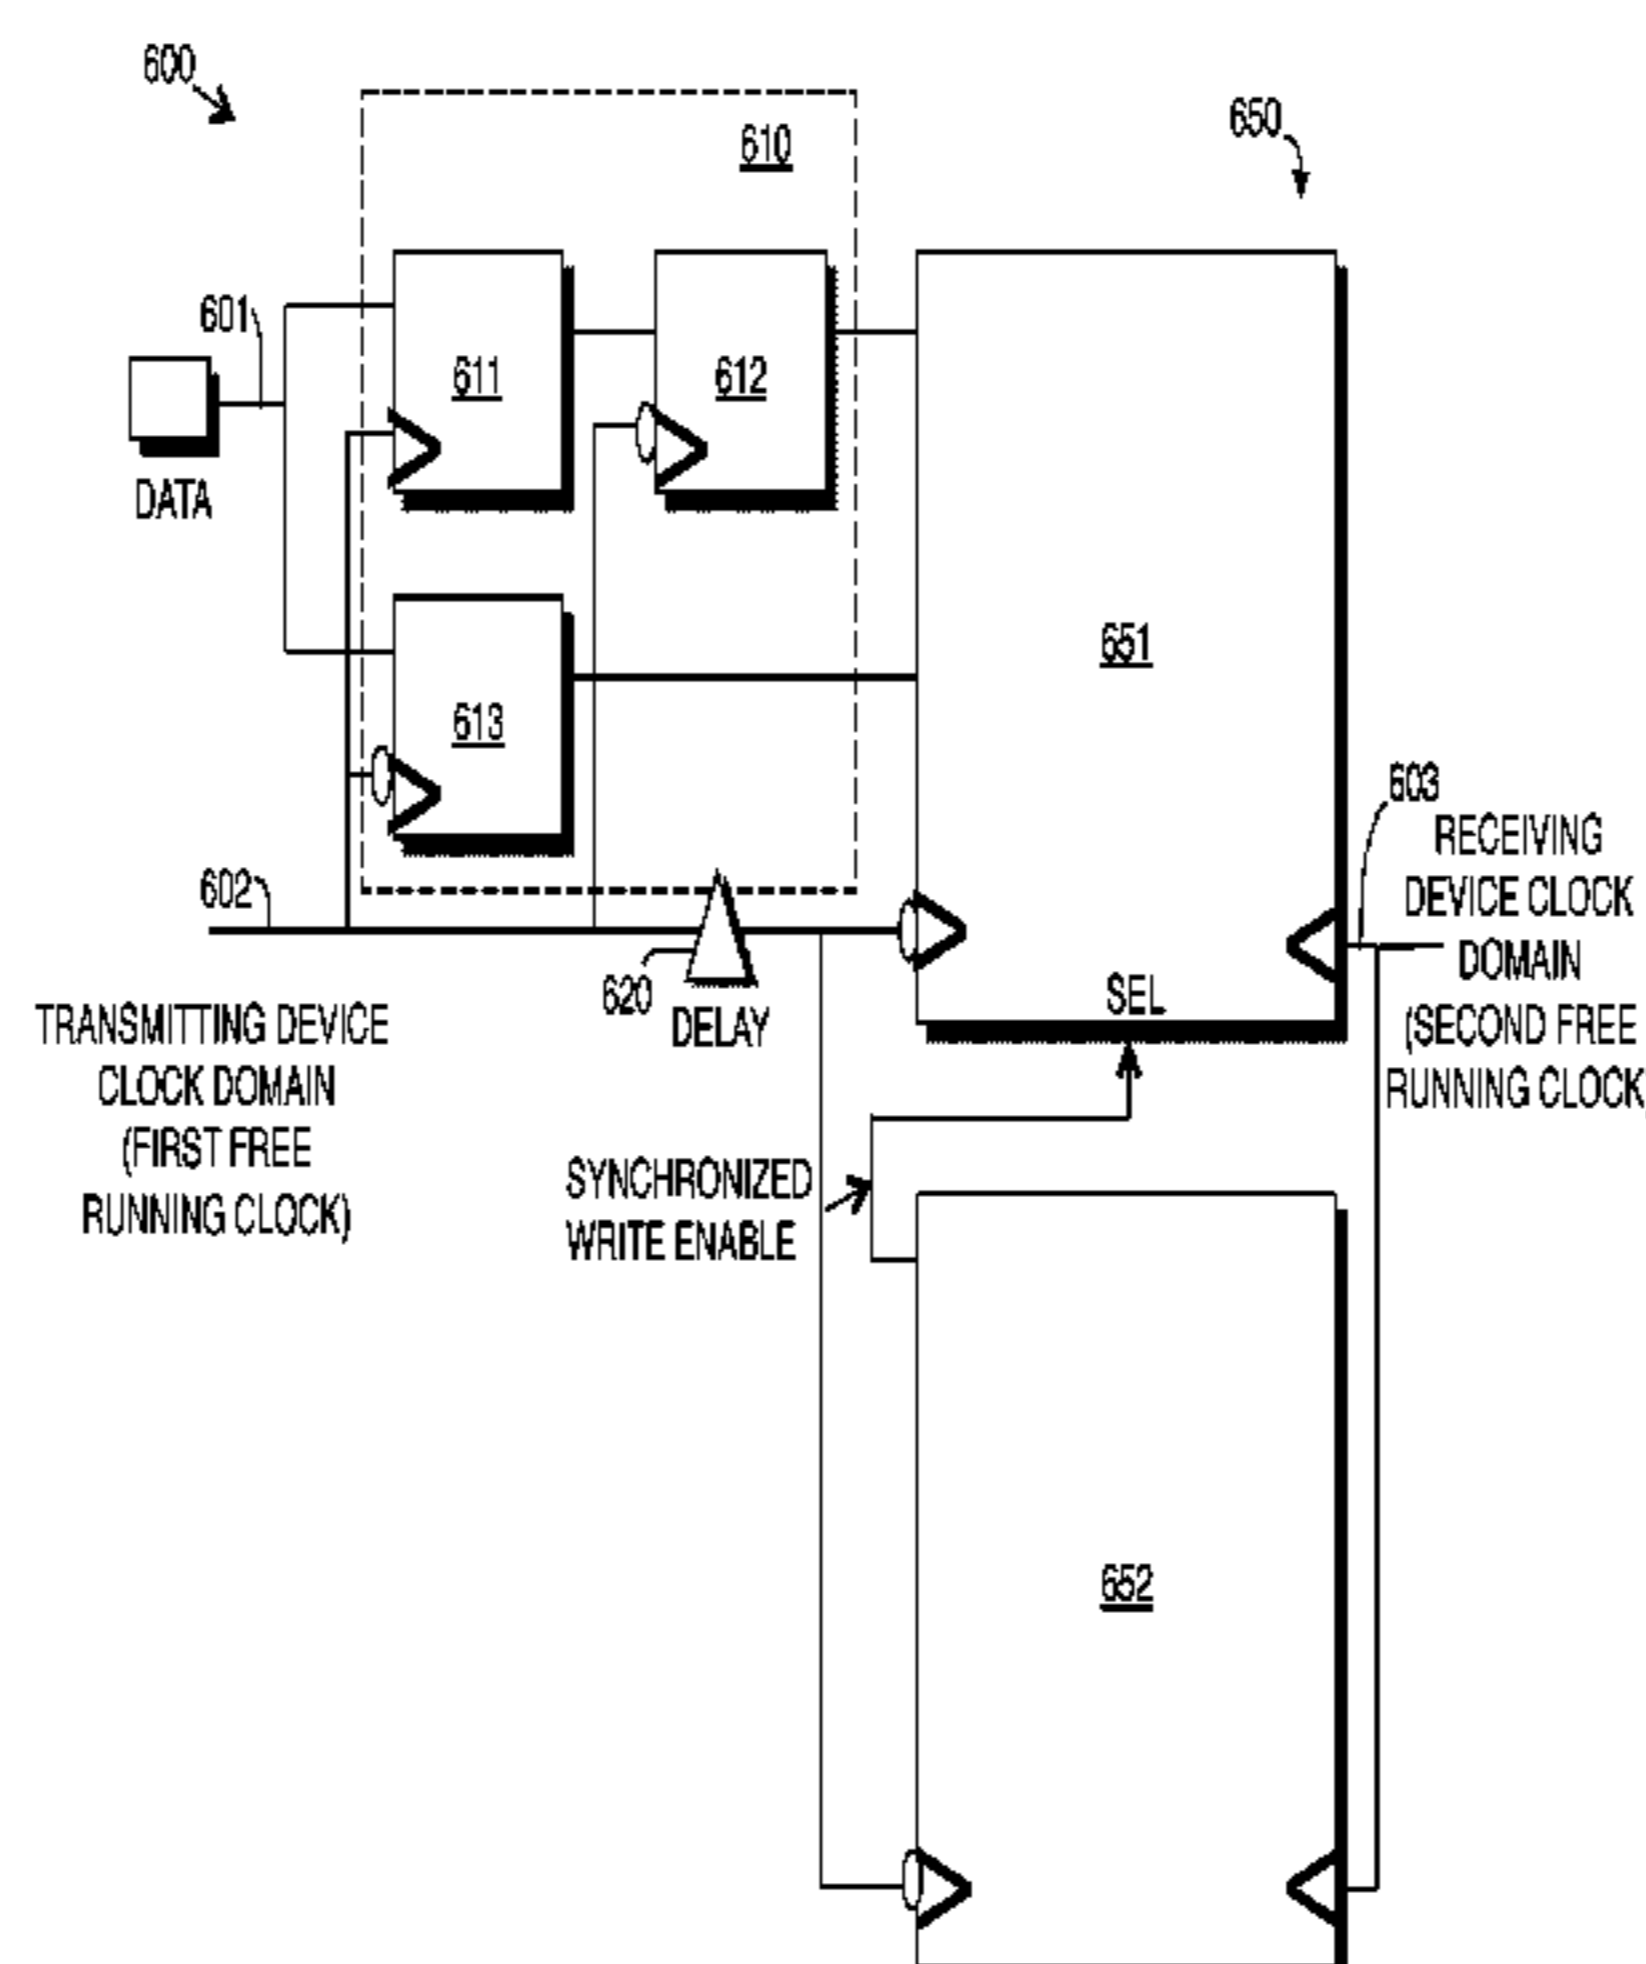 600
610
650
601
611
612
DATA
651
613
603
RECEIVING
DEVICE CLOCK
DOMAIN
(SECOND FREE
RUNNING CLOCK)
602
620
DELAY
SEL
TRANSMITTING DEVICE
CLOCK DOMAIN
(FIRST FREE
RUNNING CLOCK)
SYNCHRONIZED
WRITE ENABLE
652